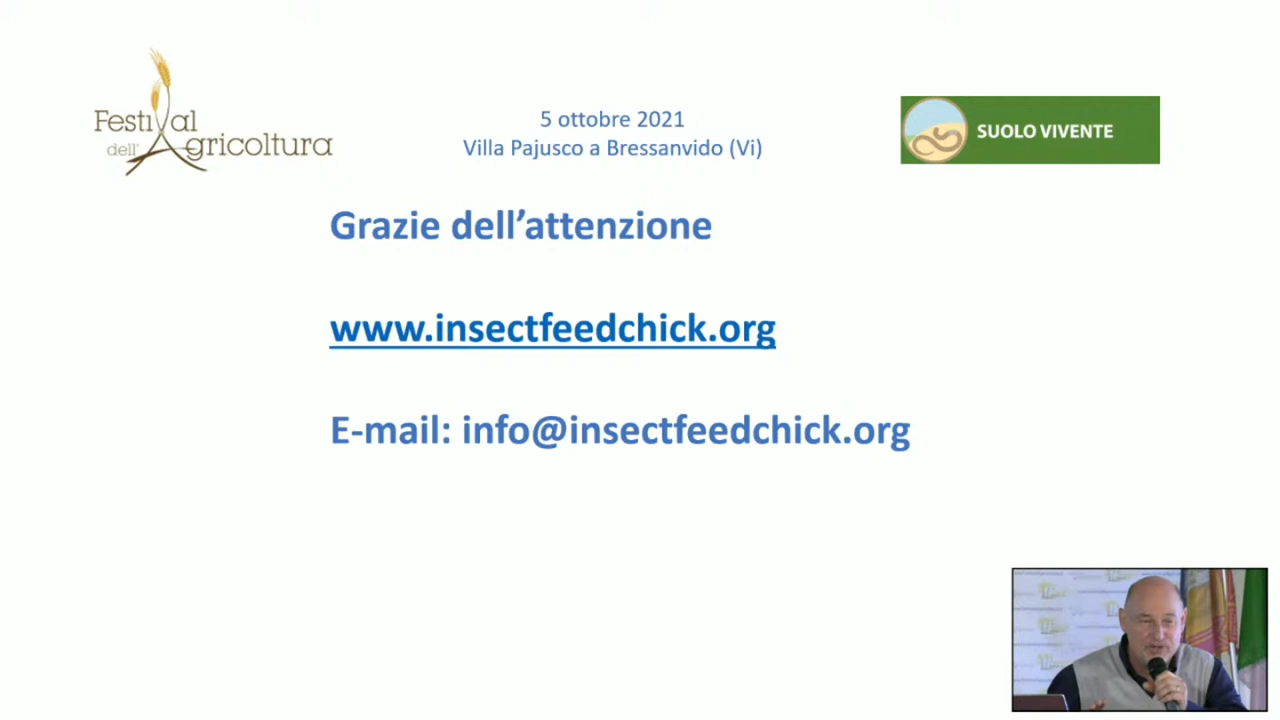 Festival
dell'Agricoltura
5 ottobre 2021
Villa Pajusco a Bressanvido (Vi)
SUOLO VIVENTE
Grazie dell’attenzione
www.insectfeedchick.org
E-mail: info@insectfeedchick.org